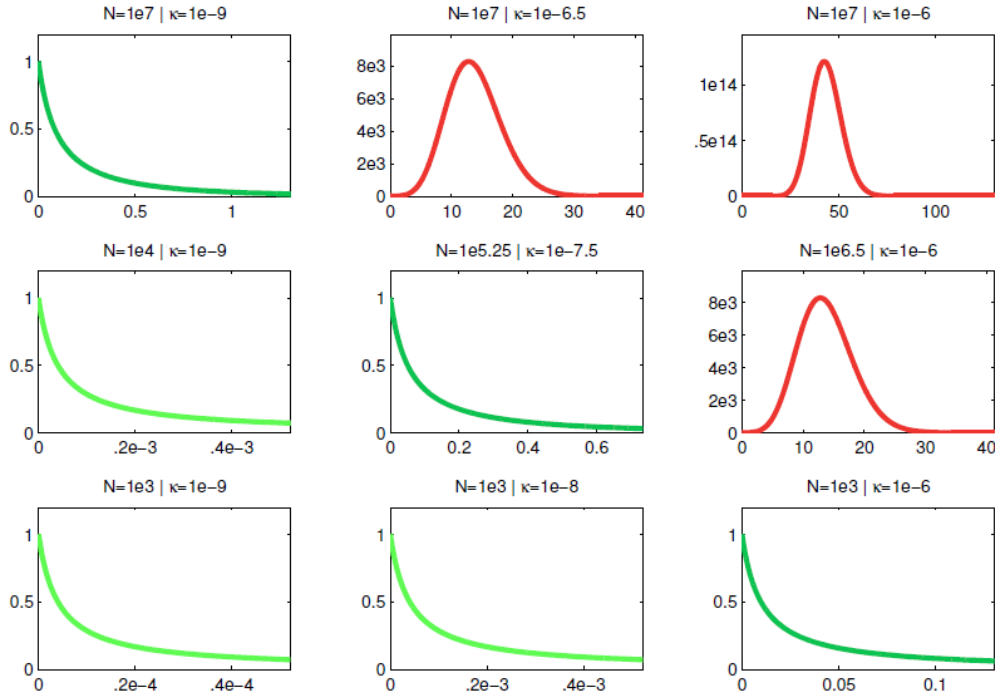 N=1e7 | κ=1e−9
N=1e7 | κ=1e−6.5
N=1e7 | κ=1e−6
1
0.5
0
0 0.5 1
8e3
6e3
4e3
2e3
0
0 10 20 30 40
1e14
.5e14
0
0 50 100
N=1e4 | κ=1e−9
N=1e5.25 | κ=1e−7.5
N=1e6.5 | κ=1e−6
1
0.5
0
0 .2e−3 .4e−3
1
0.5
0
0 0.2 0.4 0.6
8e3
6e3
4e3
2e3
0
0 10 20 30 40
N=1e3 | κ=1e−9
N=1e3 | κ=1e−8
N=1e3 | κ=1e−6
1
0.5
0
0 .2e−4 .4e−4
1
0.5
0
0 .2e−3 .4e−3
1
0.5
0
0 0.05 0.1